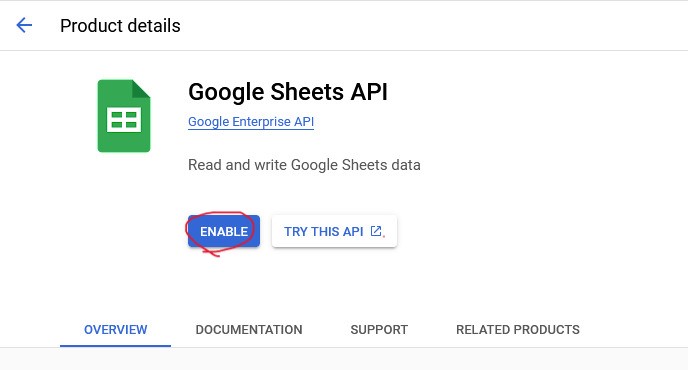 Product details
Google Sheets API
Google Enterprise API
Read and write Google Sheets data
ENABLE TRY THIS API
OVERVIEW DOCUMENTATION SUPPORT RELATED PRODUCTS